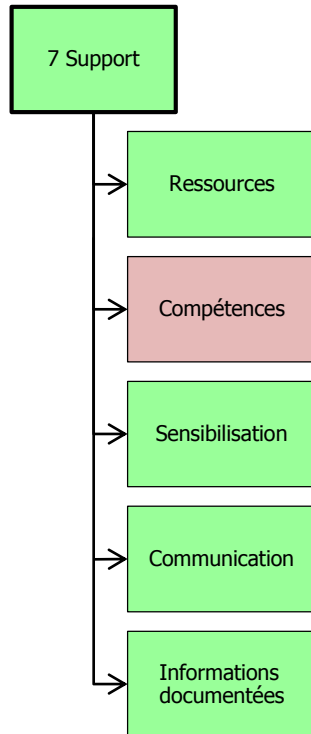 7 Support
Ressources
Compétences
Sensibilisation
Communication
Informations
documentées